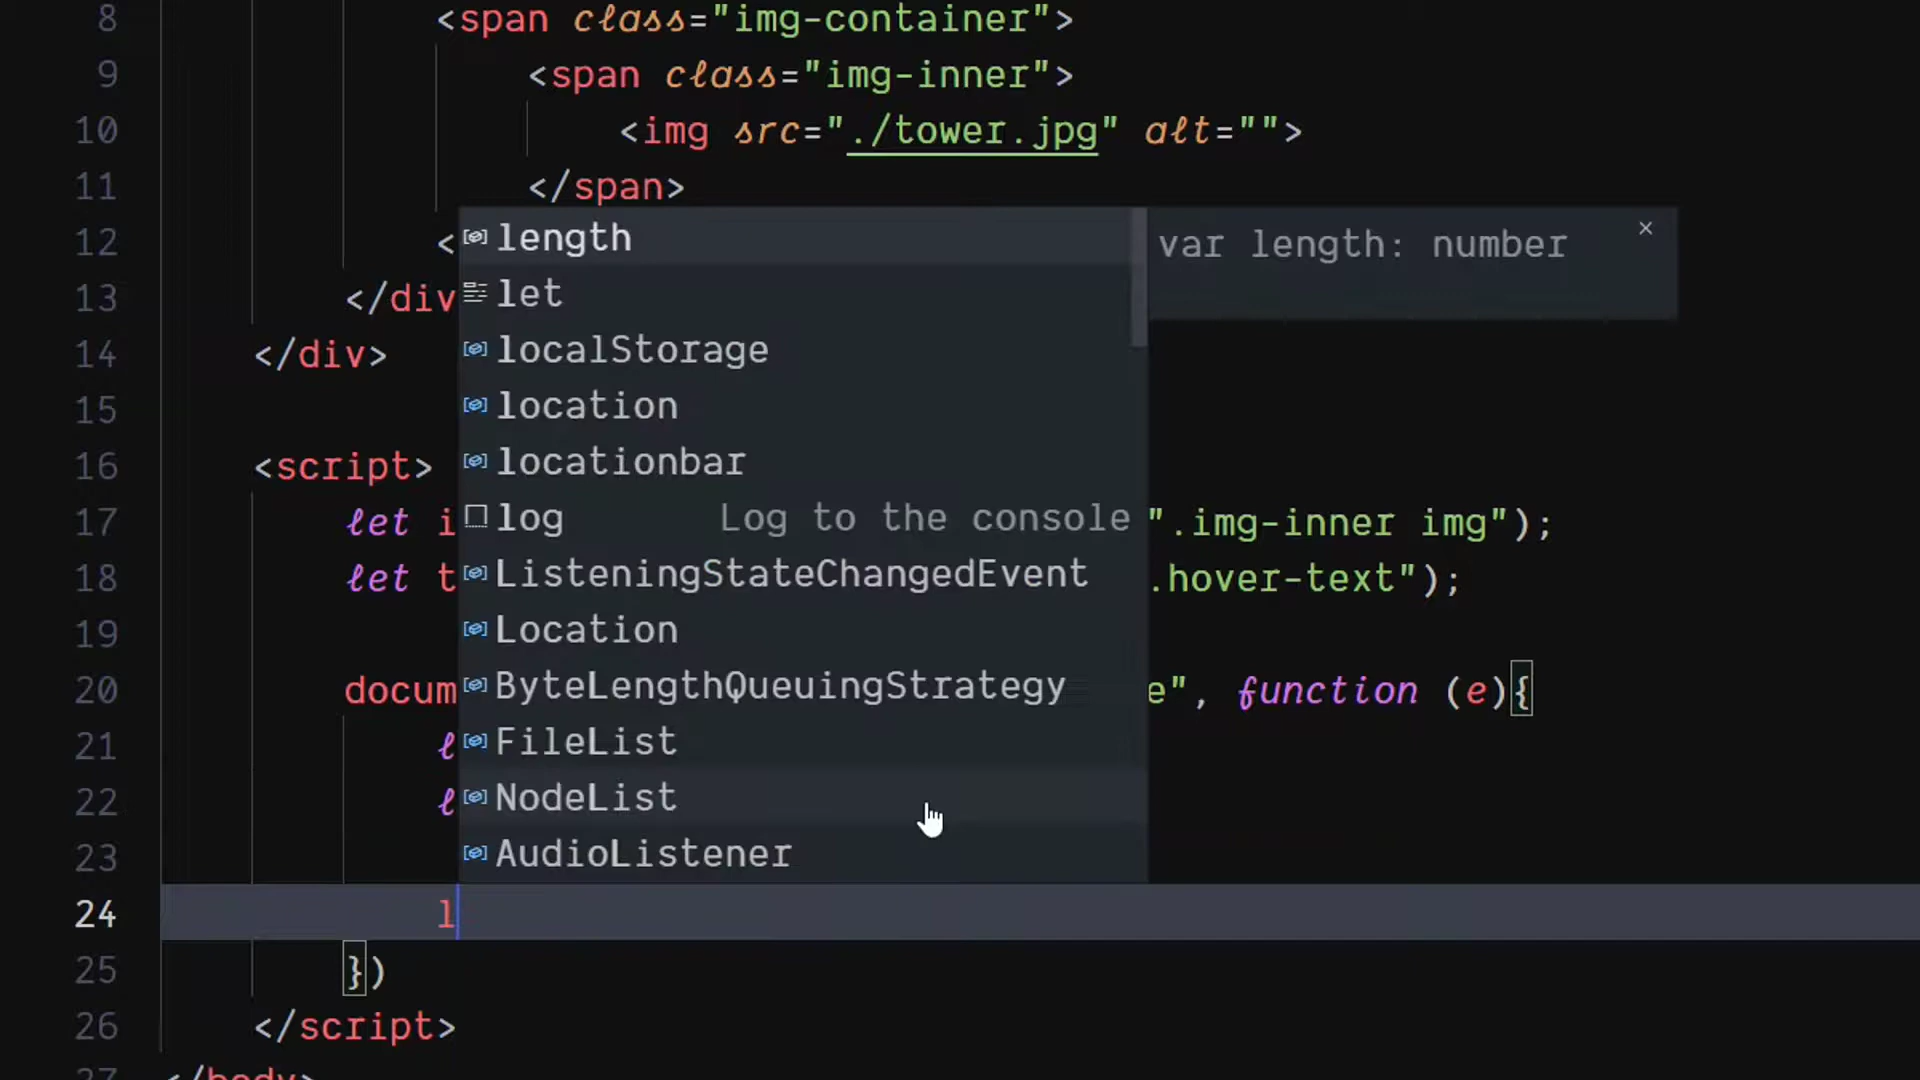 8 <span class="img-container">
9 <span class="img-inner">
10 <img src="./tower.jpg" alt="">
11 </span>
12 <
13 </div
14 </div>
15
16 <script>
17 let i ".img-inner img");
18 let t .hover-text");
19
20 docum e", function (e){
21 l
22 l
23
24 l
25 })
26 </script>
27 </body>
length
let
localStorage
location
locationbar
log Log to the console
ListeningStateChangedEvent
Location
ByteLengthQueuingStrategy
FileList
NodeList
AudioListener
var length: number ×